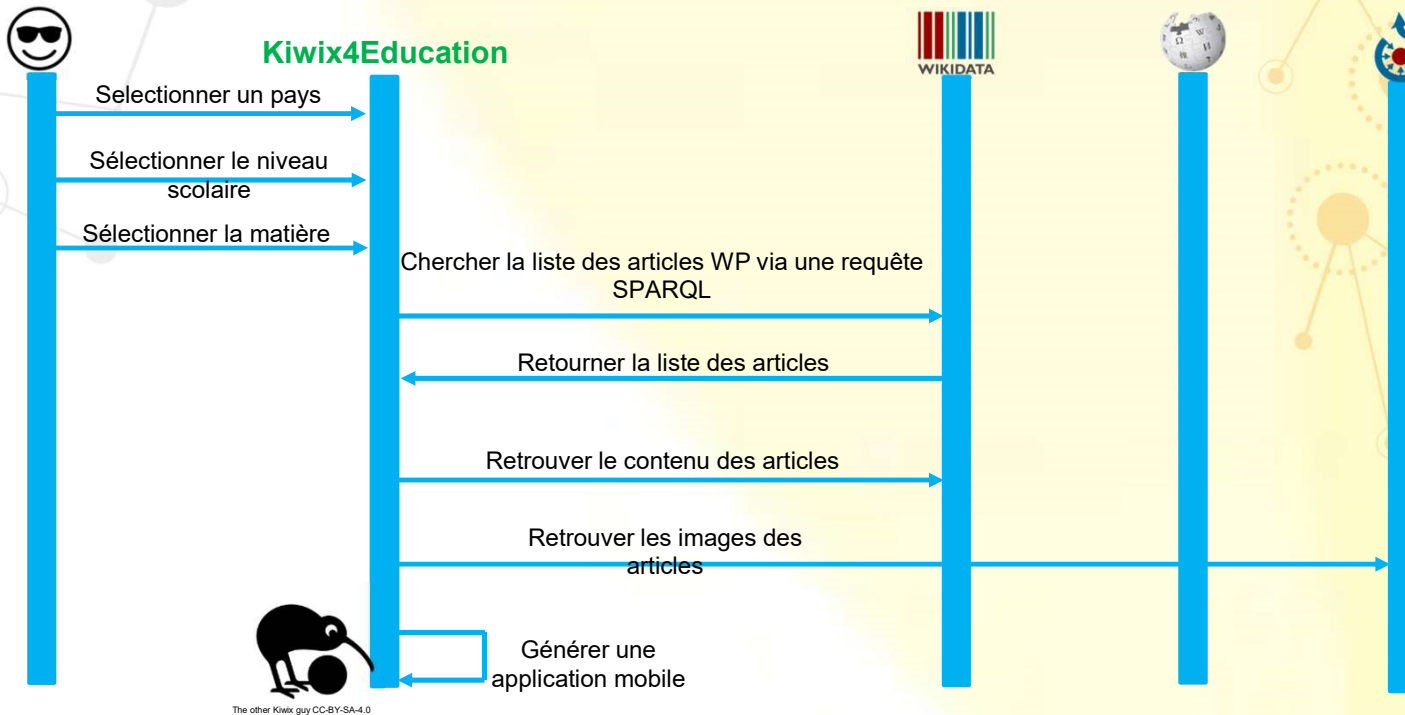 Kiwix4Education
WIKIDATA
Selectionner un pays
Sélectionner le niveau
scolaire
Sélectionner la matière
Chercher la liste des articles WP via une requête
SPARQL
Retourner la liste des articles
Retrouver le contenu des articles
Retrouver les images des
articles
Générer une
application mobile
The other Kiwix guy CC-BY-SA-4.0